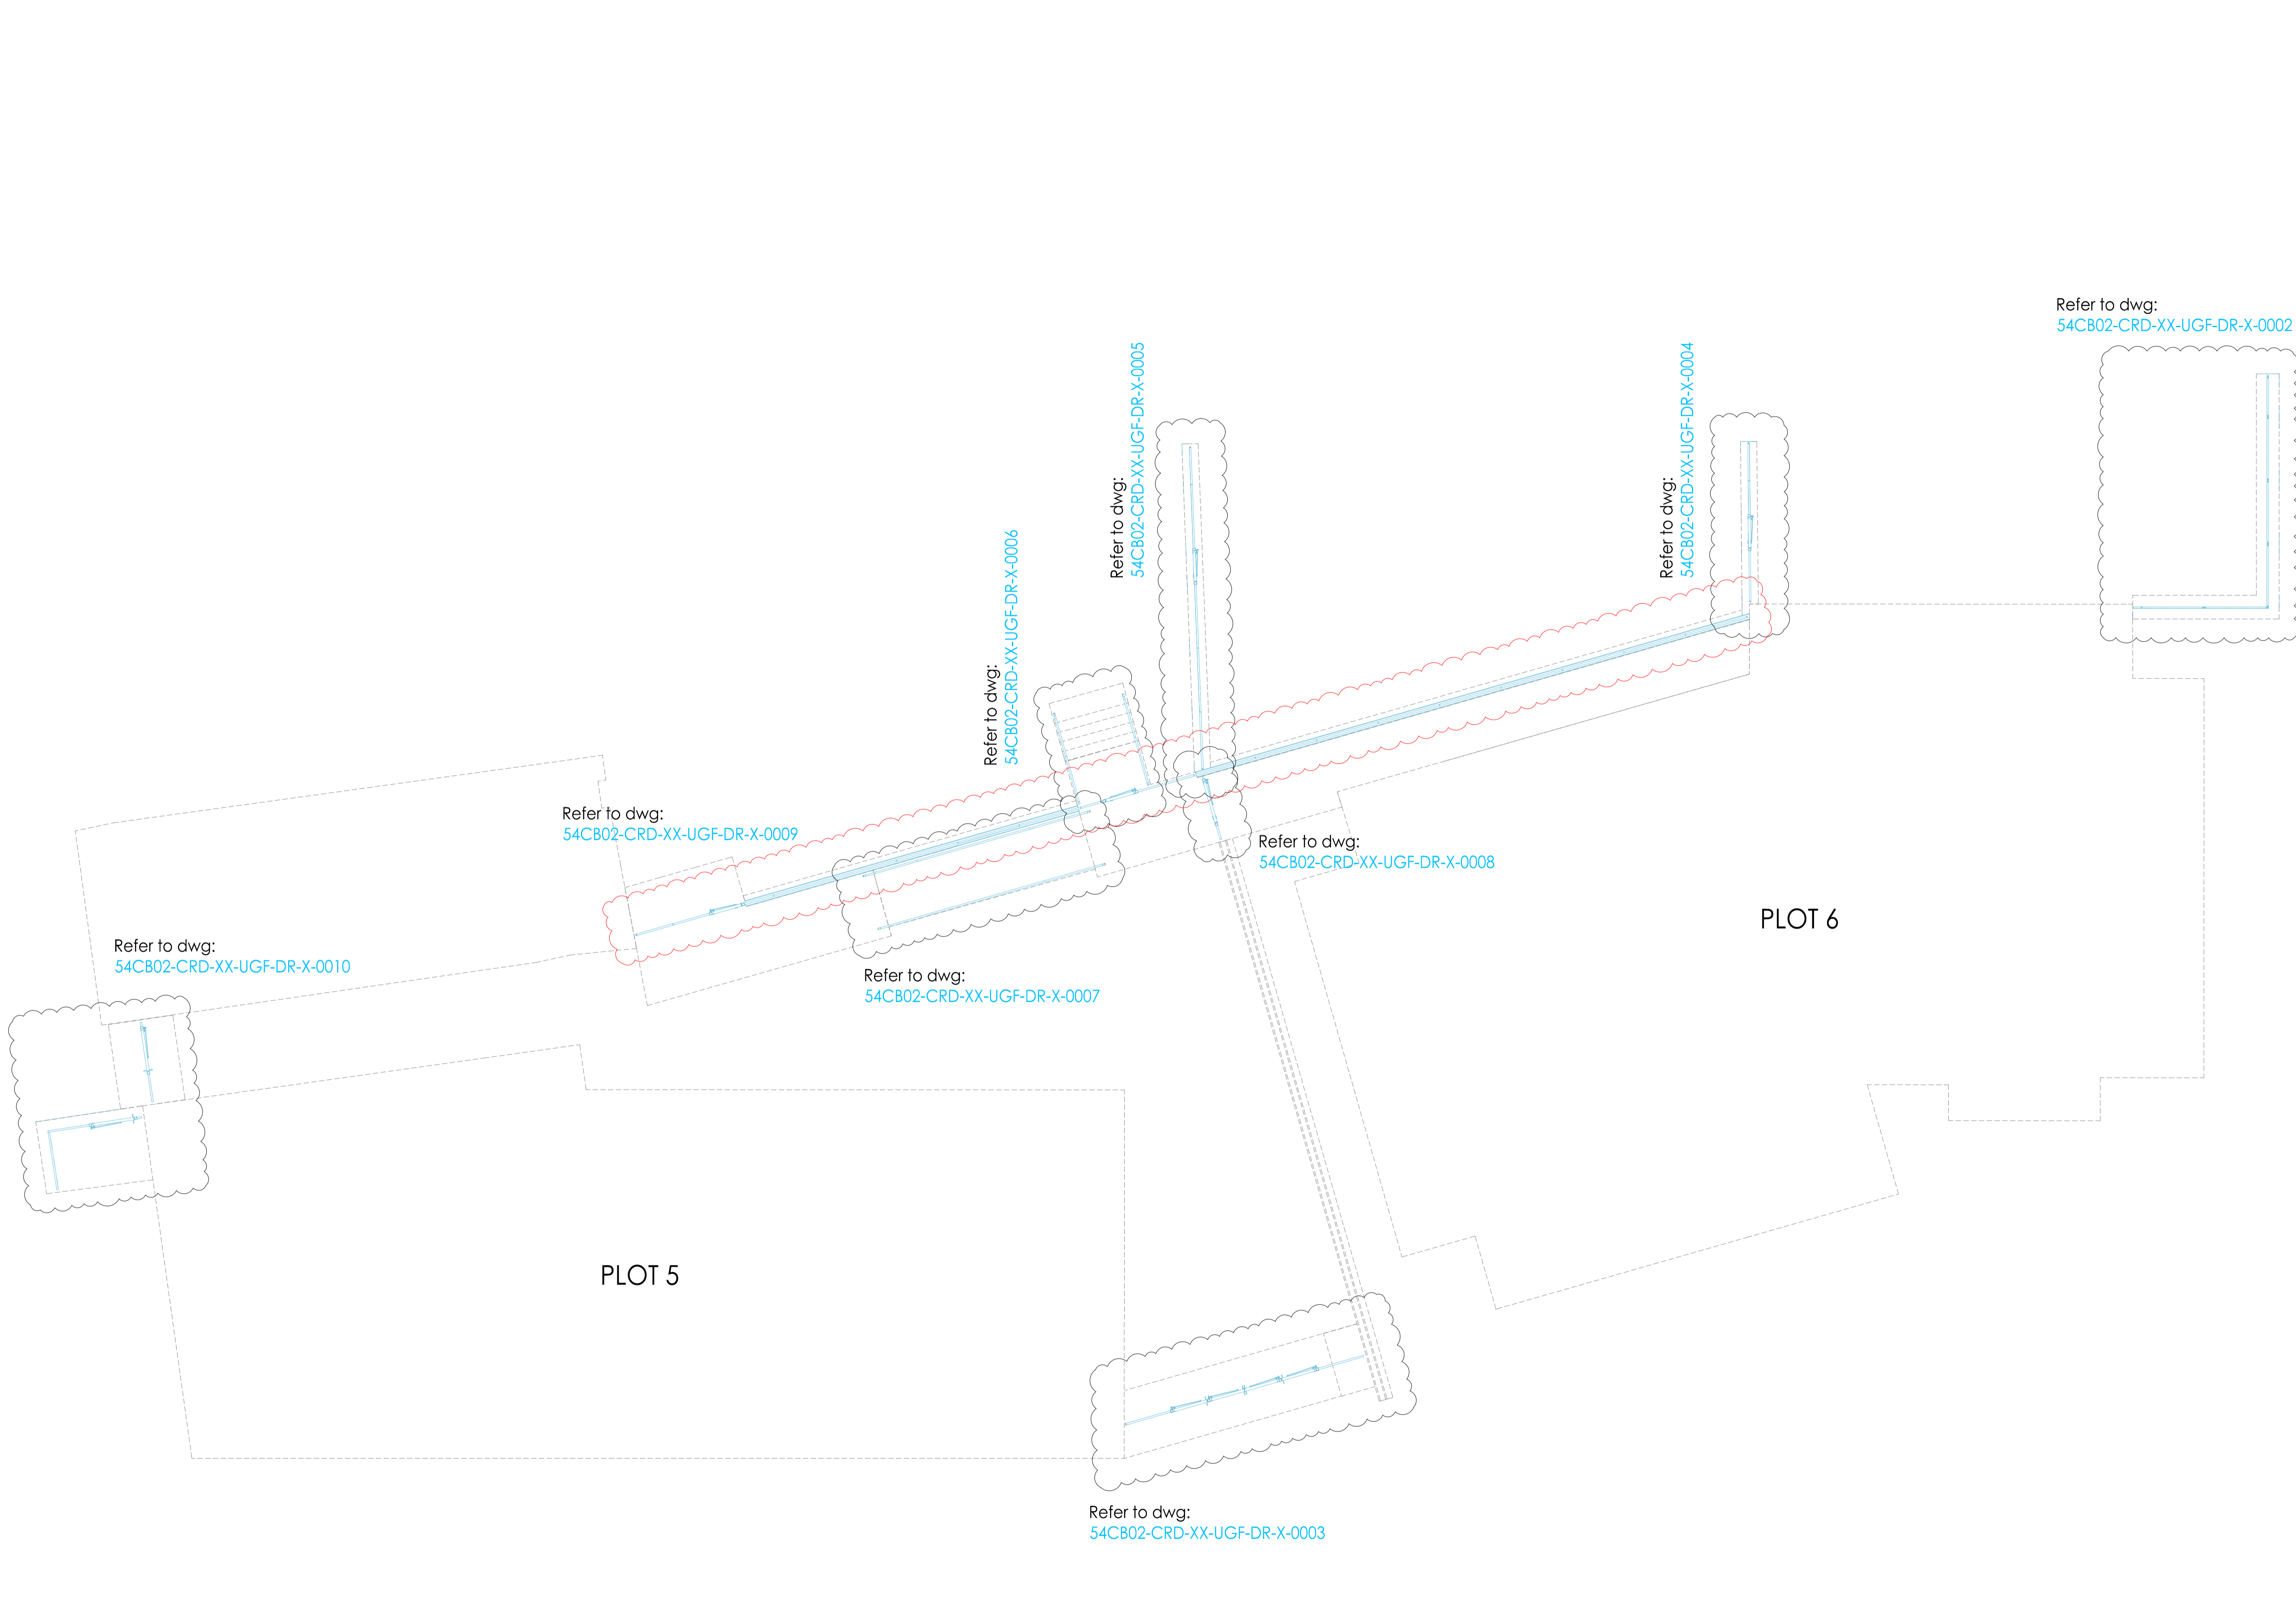 Refer to dwg:
54CB02-CRD-XX-UGF-DR-X-0002
Refer to dwg:
54CB02-CRD-XX-UGF-DR-X-0004
Refer to dwg:
54CB02-CRD-XX-UGF-DR-X-0005
Refer to dwg:
54CB02-CRD-XX-UGF-DR-X-0006
Refer to dwg:
54CB02-CRD-XX-UGF-DR-X-0009
Refer to dwg:
54CB02-CRD-XX-UGF-DR-X-0008
PLOT 6
Refer to dwg:
54CB02-CRD-XX-UGF-DR-X-0010
Refer to dwg:
54CB02-CRD-XX-UGF-DR-X-0007
PLOT 5
Refer to dwg:
54CB02-CRD-XX-UGF-DR-X-0003